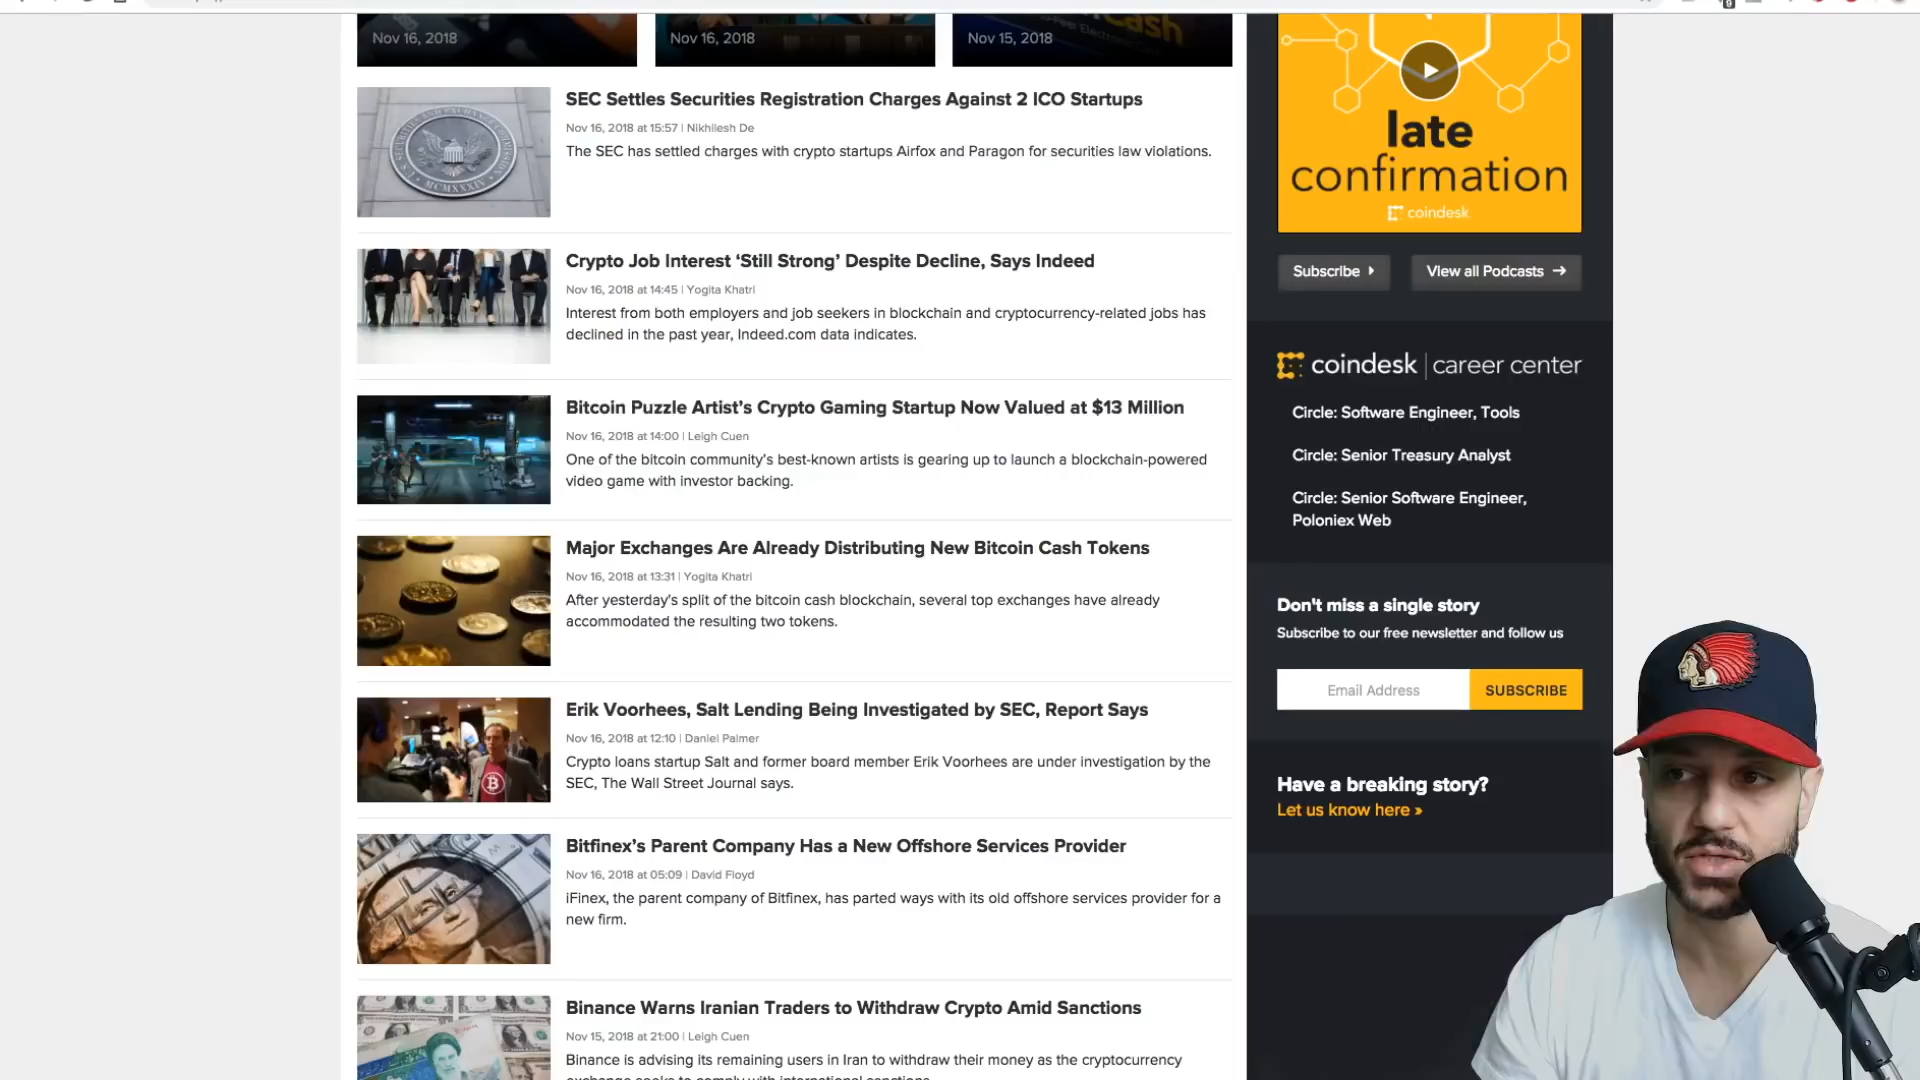 Nov 16, 2018
Nov 16, 2018
Nov 15, 2018
SEC Settles Securities Registration Charges Against 2 ICO Startups
Nov 16, 2018 at 15:57 | Nikhilesh De
The SEC has settled charges with crypto startups Airfox and Paragon for securities law violations.
Crypto Job Interest ‘Still Strong’ Despite Decline, Says Indeed
Nov 16, 2018 at 14:45 | Yogita Khatri
Interest from both employers and job seekers in blockchain and cryptocurrency-related jobs has
declined in the past year, Indeed.com data indicates.
Bitcoin Puzzle Artist’s Crypto Gaming Startup Now Valued at $13 Million
Nov 16, 2018 at 14:00 | Leigh Cuen
One of the bitcoin community’s best-known artists is gearing up to launch a blockchain-powered
video game with investor backing.
Major Exchanges Are Already Distributing New Bitcoin Cash Tokens
Nov 16, 2018 at 13:31 | Yogita Khatri
After yesterday’s split of the bitcoin cash blockchain, several top exchanges have already
accommodated the resulting two tokens.
Erik Voorhees, Salt Lending Being Investigated by SEC, Report Says
Nov 16, 2018 at 12:10 | Daniel Palmer
Crypto loans startup Salt and former board member Erik Voorhees are under investigation by the
SEC, The Wall Street Journal says.
Bitfinex’s Parent Company Has a New Offshore Services Provider
Nov 16, 2018 at 05:09 | David Floyd
iFinex, the parent company of Bitfinex, has parted ways with its old offshore services provider for a
new firm.
Binance Warns Iranian Traders to Withdraw Crypto Amid Sanctions
Nov 15, 2018 at 21:00 | Leigh Cuen
Binance is advising its remaining users in Iran to withdraw their money as the cryptocurrency
late
confirmation
coindesk
Subscribe
View all Podcasts
coindesk | career center
Circle: Software Engineer, Tools
Circle: Senior Treasury Analyst
Circle: Senior Software Engineer,
Poloniex Web
Don't miss a single story
Subscribe to our free newsletter and follow us
Email Address
SUBSCRIBE
Have a breaking story?
Let us know here »